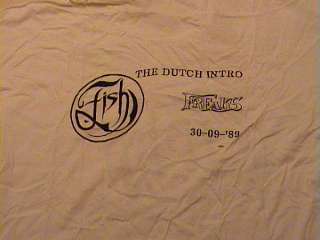 THE DUTCH INTRO
Fish
FREAKS
30-09-'89